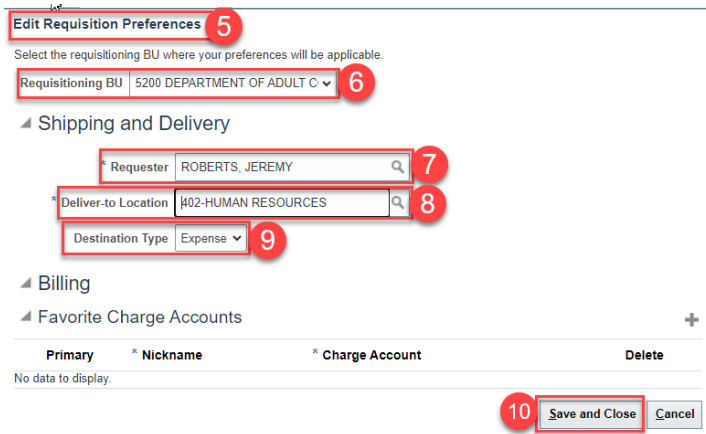 Edit Requisition Preferences 5
Select the requisitioning BU where your preferences will be applicable.
Requisitioning BU 5200 DEPARTMENT OF ADULT C 6
Shipping and Delivery
* Requester ROBERTS, JEREMY 7
* Deliver-to Location 402-HUMAN RESOURCES 8
Destination Type Expense 9
Billing
Favorite Charge Accounts
Primary * Nickname * Charge Account Delete
No data to display.
10 Save and Close Cancel